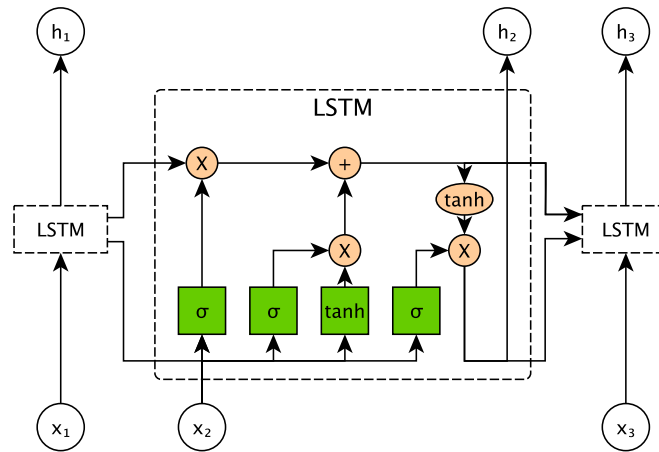 h₁
h₂
h₃
LSTM
X
+
tanh
LSTM
LSTM
X
X
σ
σ
tanh
σ
x₁
x₂
x₃